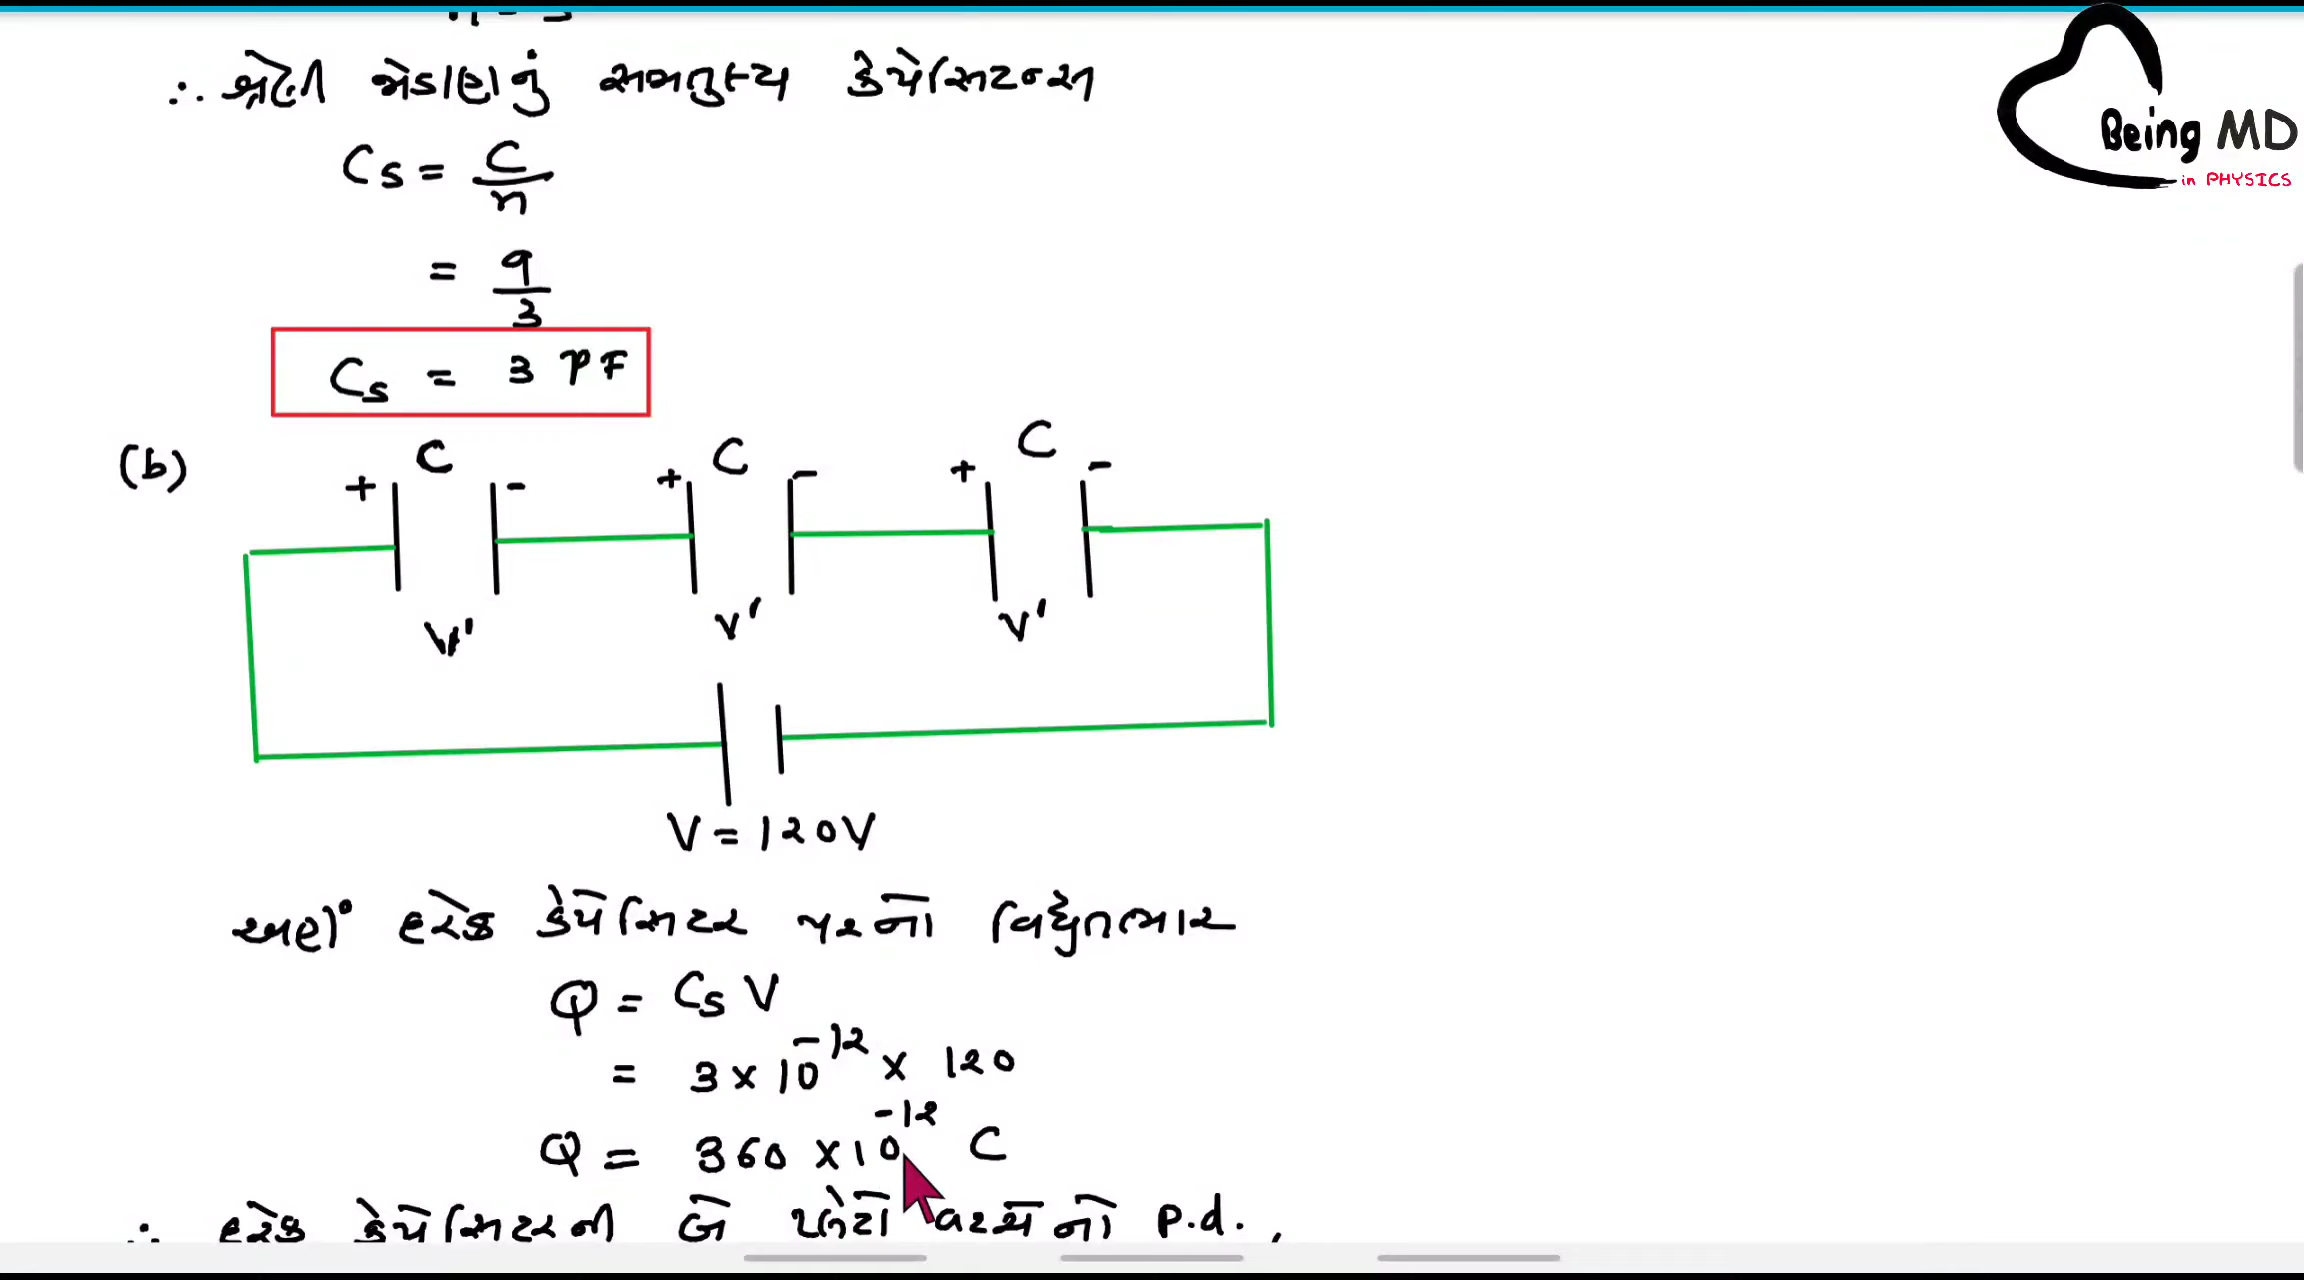 ∴ શ્રેણી જોડાણનું સમતુલ્ય કેપેસિટન્સ
Being MD
in PHYSICS
Cs = C/n
= 9/3
Cs = 3 PF
(b)
+ C - + C - + C -
V' V' V'
V = 120V
અહીં દરેક કેપેસિટર પરનો વિદ્યુતભાર
Q = Cs V
= 3 × 10^-12 × 120
Q = 360 × 10^-12 C
∴ દરેક કેપેસિટરની બે પ્લેટો વચ્ચેનો p.d.,